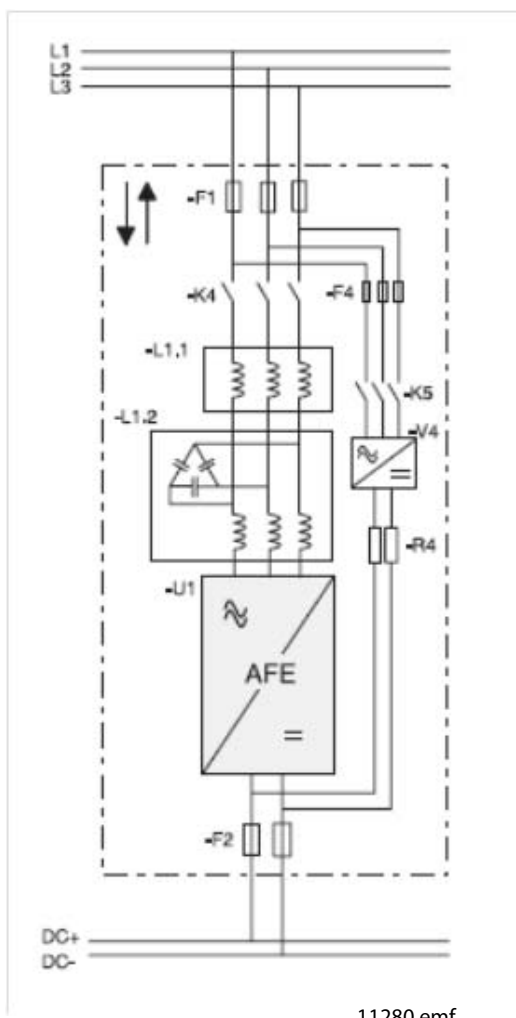 L1
L2
L3
-F1
-K4
-F4
-L1.1
-K5
-L1.2
-V4
-R4
-U1
AFE
-F2
DC+
DC-
11280.emf